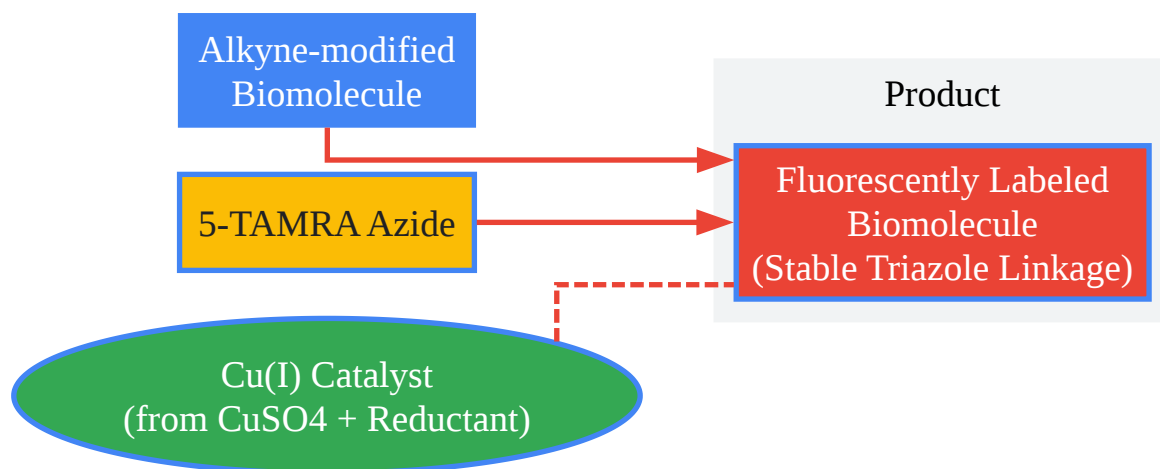 Alkyne-modified
Biomolecule
Product
5-TAMRA Azide
Fluorescently Labeled
Biomolecule
(Stable Triazole Linkage)
Cu(I) Catalyst
(from CuSO4 + Reductant)